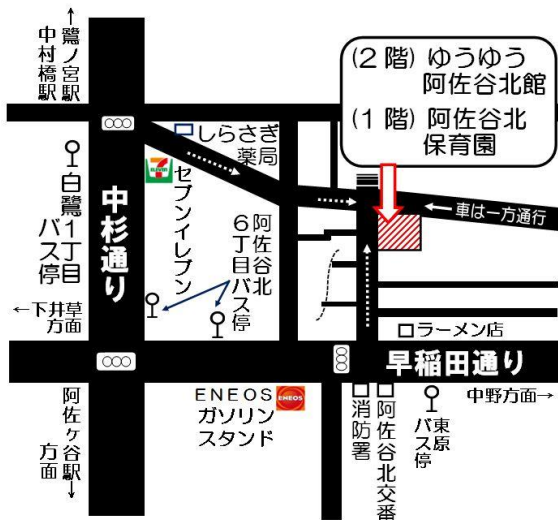 ↑鷺ノ宮駅
中村橋駅
(2階) ゆうゆう
阿佐谷北館
(1階) 阿佐谷北
保育園
しらさぎ
薬局
7
ELEVEn
セブンイレブン
白鷺1丁目
バス停
中杉通り
阿佐谷北
6丁目バス停
←車は一方通行
←下井草
方面
ラーメン店
早稲田通り
中野方面→
ENEOS
ENEOS
ガソリン
スタンド
消防署
阿佐谷北交番
東原
バス停
阿佐ヶ谷駅↓
方面